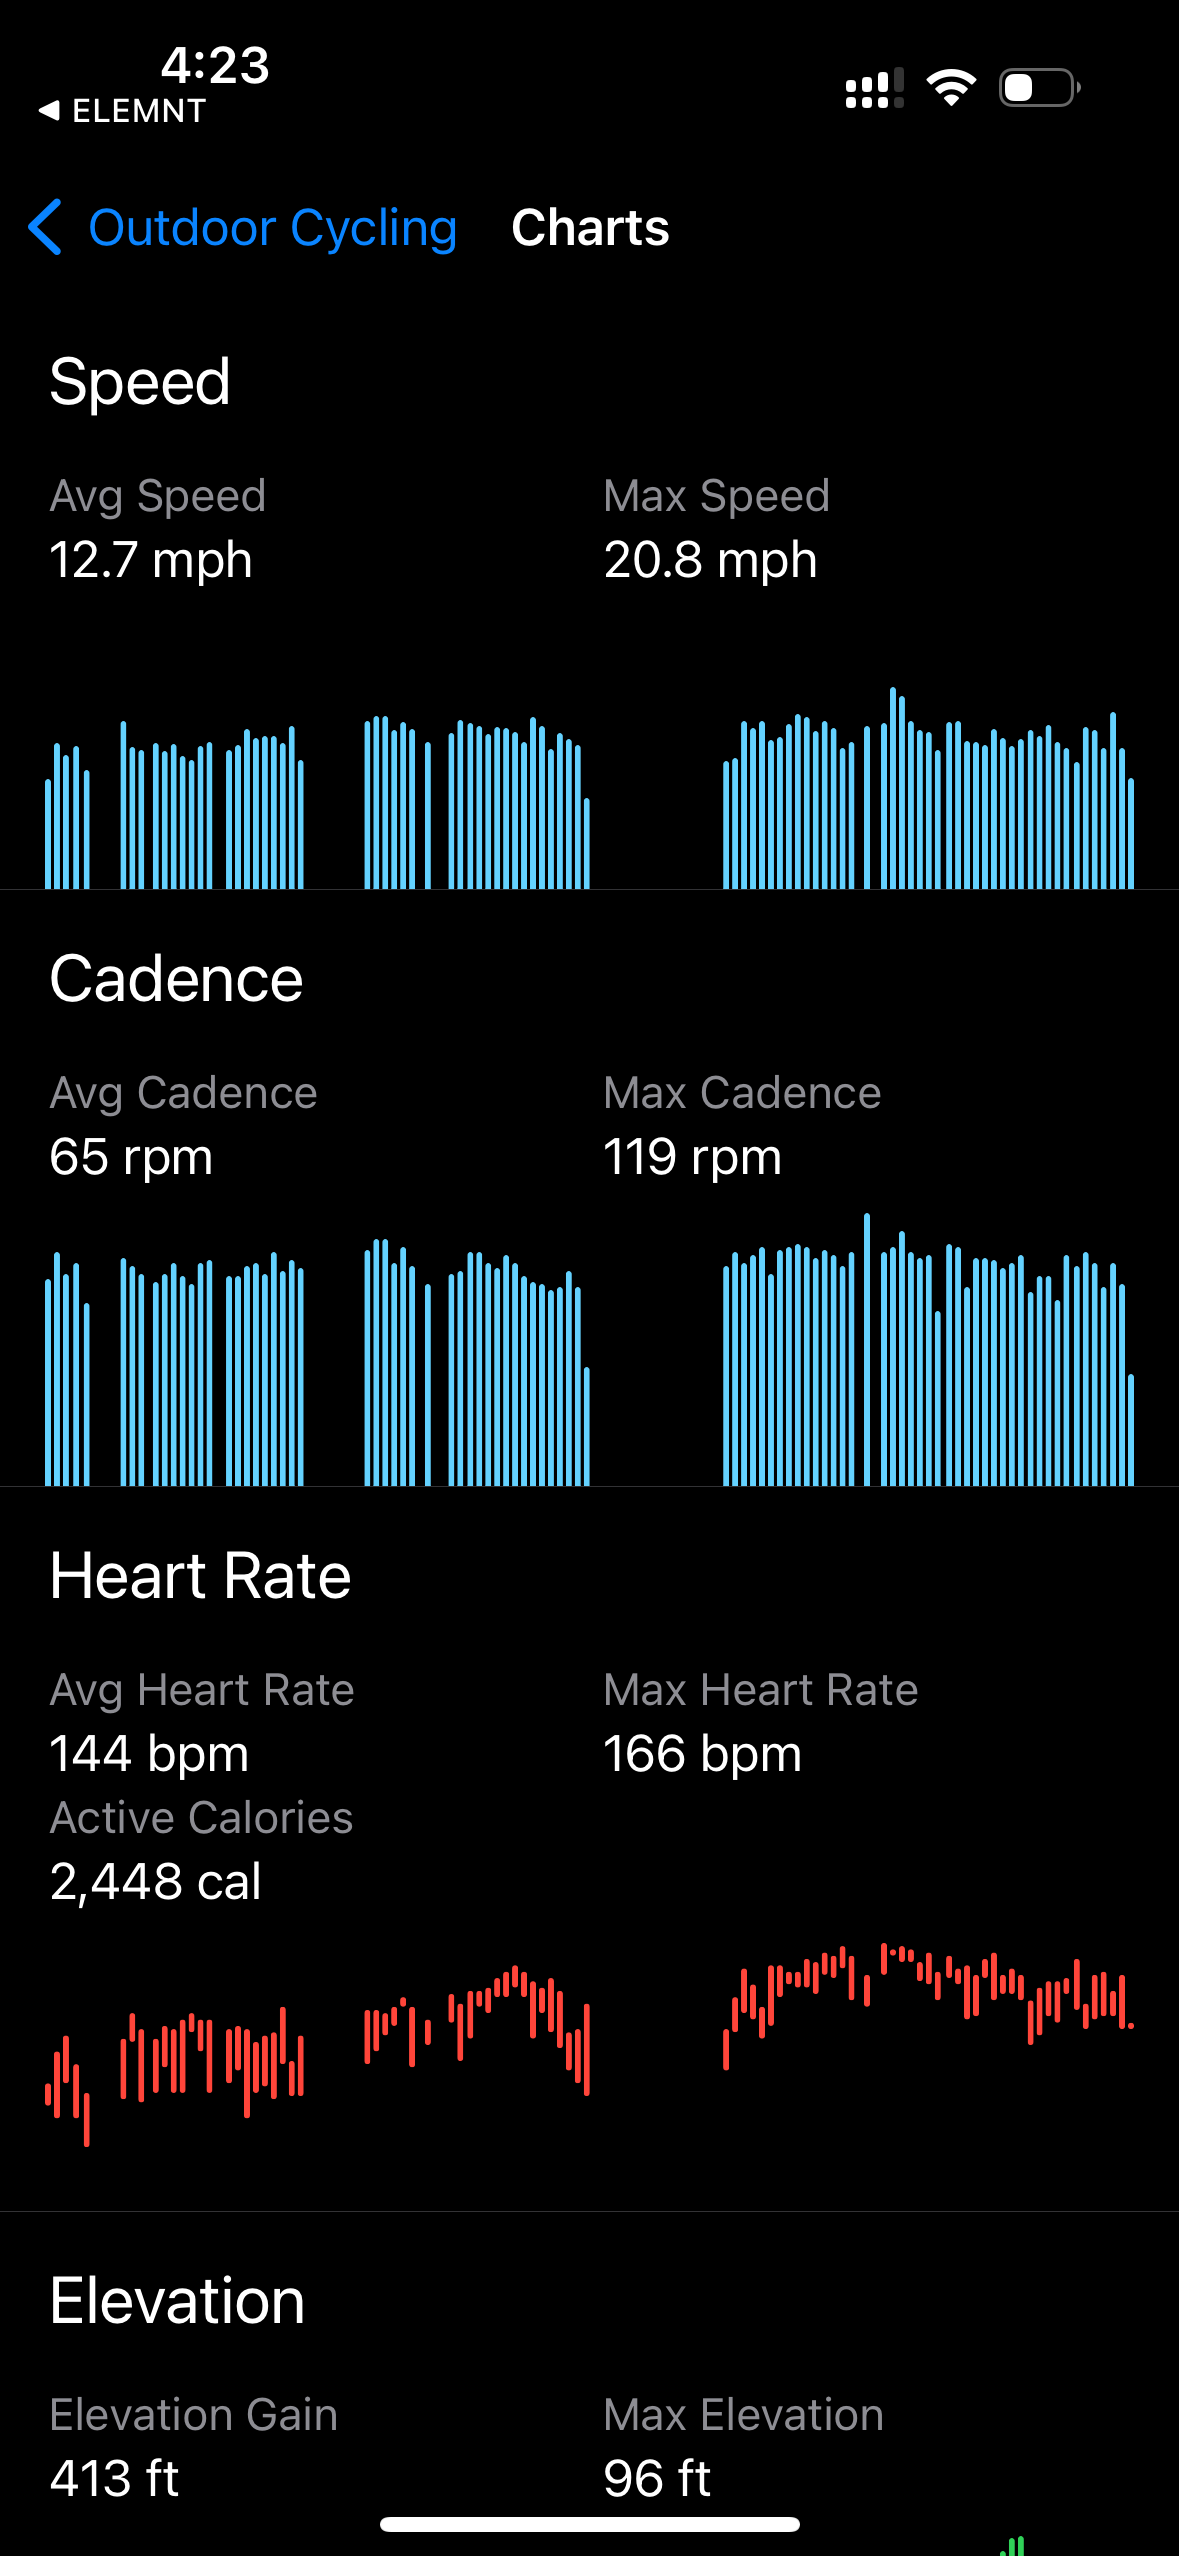 4:23
◀ ELEMNT
Outdoor Cycling Charts
Speed
Avg Speed Max Speed
12.7 mph 20.8 mph
Cadence
Avg Cadence Max Cadence
65 rpm 119 rpm
Heart Rate
Avg Heart Rate Max Heart Rate
144 bpm 166 bpm
Active Calories
2,448 cal
Elevation
Elevation Gain Max Elevation
413 ft 96 ft